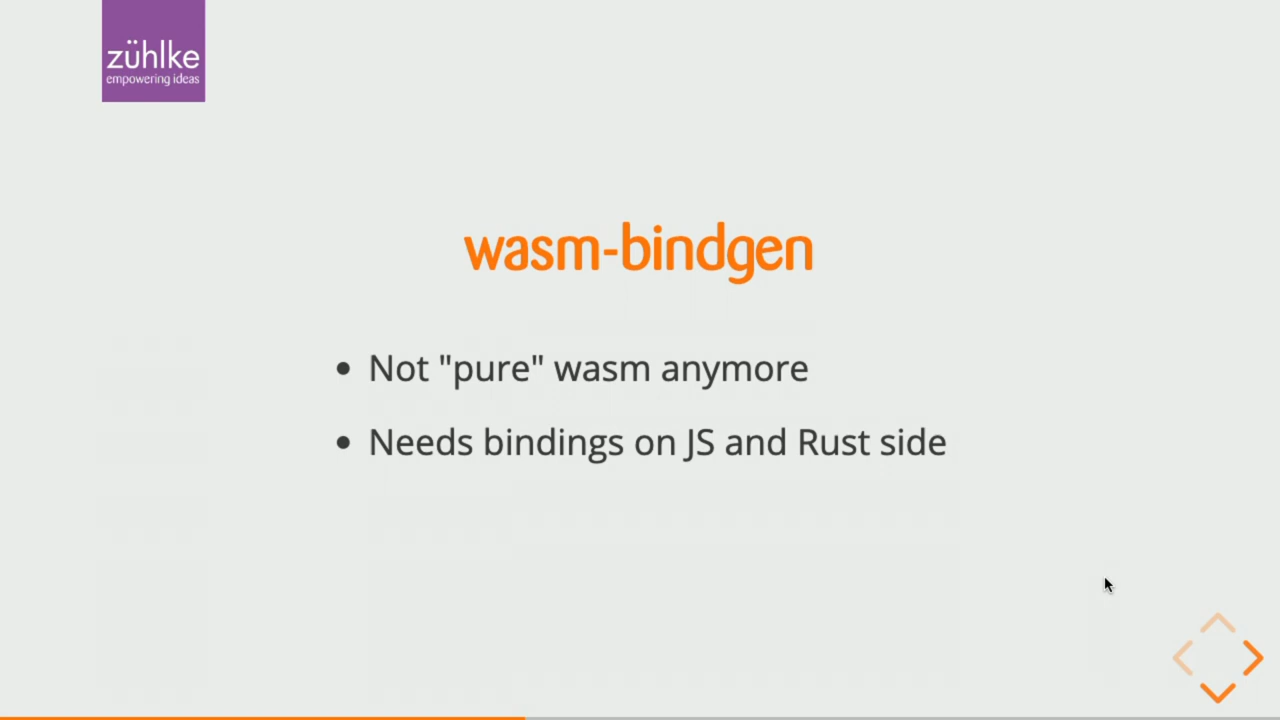 zühlke
empowering ideas
wasm-bindgen
Not "pure" wasm anymore
Needs bindings on JS and Rust side